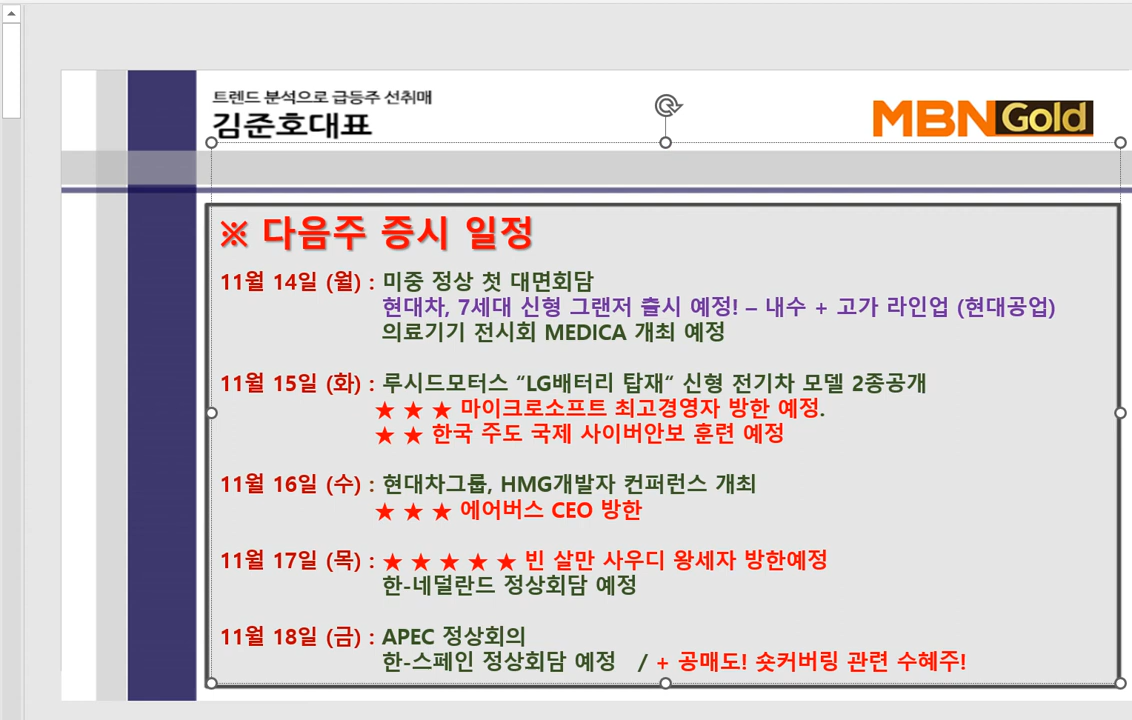 트렌드 분석으로 급등주 선취매
김준호대표
MBN Gold
※ 다음주 증시 일정
11월 14일 (월) : 미중 정상 첫 대면회담
현대차, 7세대 신형 그랜저 출시 예정! – 내수 + 고가 라인업 (현대공업)
의료기기 전시회 MEDICA 개최 예정
11월 15일 (화) : 루시드모터스 “LG배터리 탑재“ 신형 전기차 모델 2종공개
★ ★ ★ 마이크로소프트 최고경영자 방한 예정.
★ ★ 한국 주도 국제 사이버안보 훈련 예정
11월 16일 (수) : 현대차그룹, HMG개발자 컨퍼런스 개최
★ ★ ★ 에어버스 CEO 방한
11월 17일 (목) : ★ ★ ★ ★ ★ 빈 살만 사우디 왕세자 방한예정
한-네덜란드 정상회담 예정
11월 18일 (금) : APEC 정상회의
한-스페인 정상회담 예정 / + 공매도! 숏커버링 관련 수혜주!